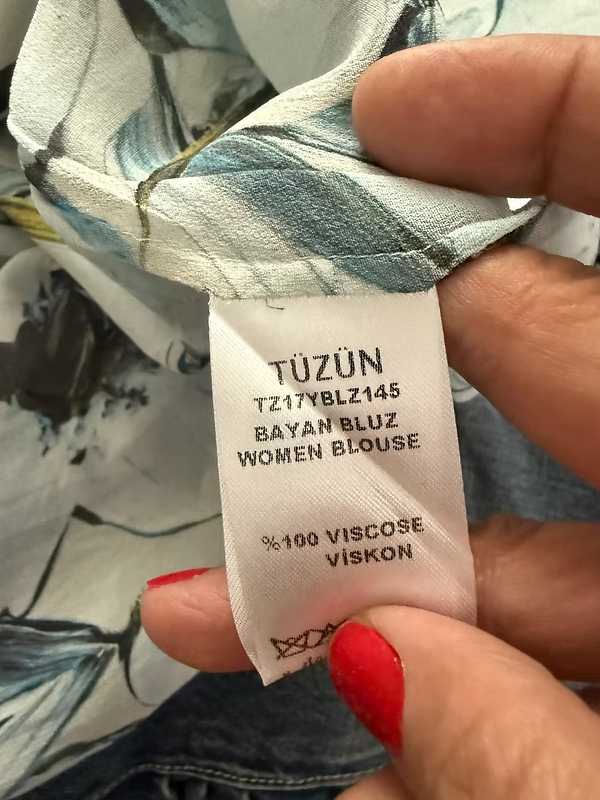 TÜZÜN
TZ17YBLZ145
BAYAN BLUZ
WOMEN BLOUSE
%100 VISCOSE
VİSKON